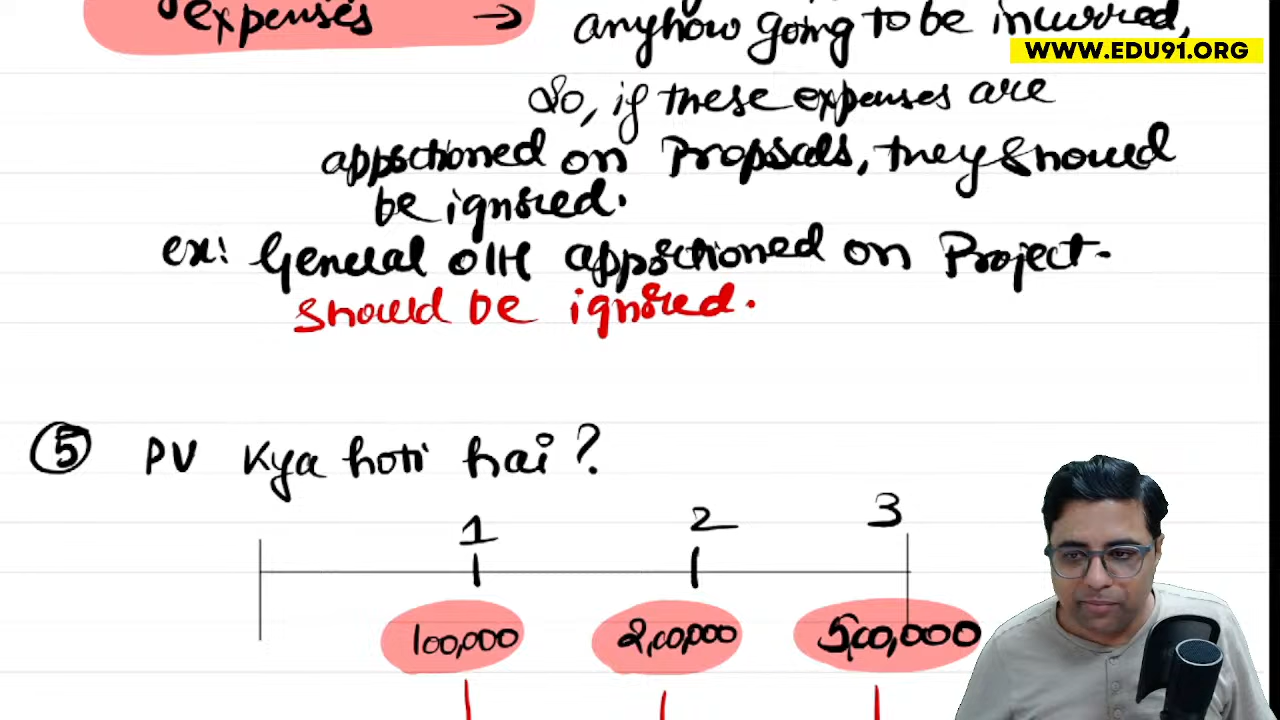 expenses → anyhow going to be incurred,
WWW.EDU91.ORG
So, if these expenses are
apportioned on Proposals, they should
be ignored.
ex: General O/H apportioned on Project.
should be ignored.
⑤ PV Kya hoti hai?
1 2 3
100,000 2,00,000 5,00,000